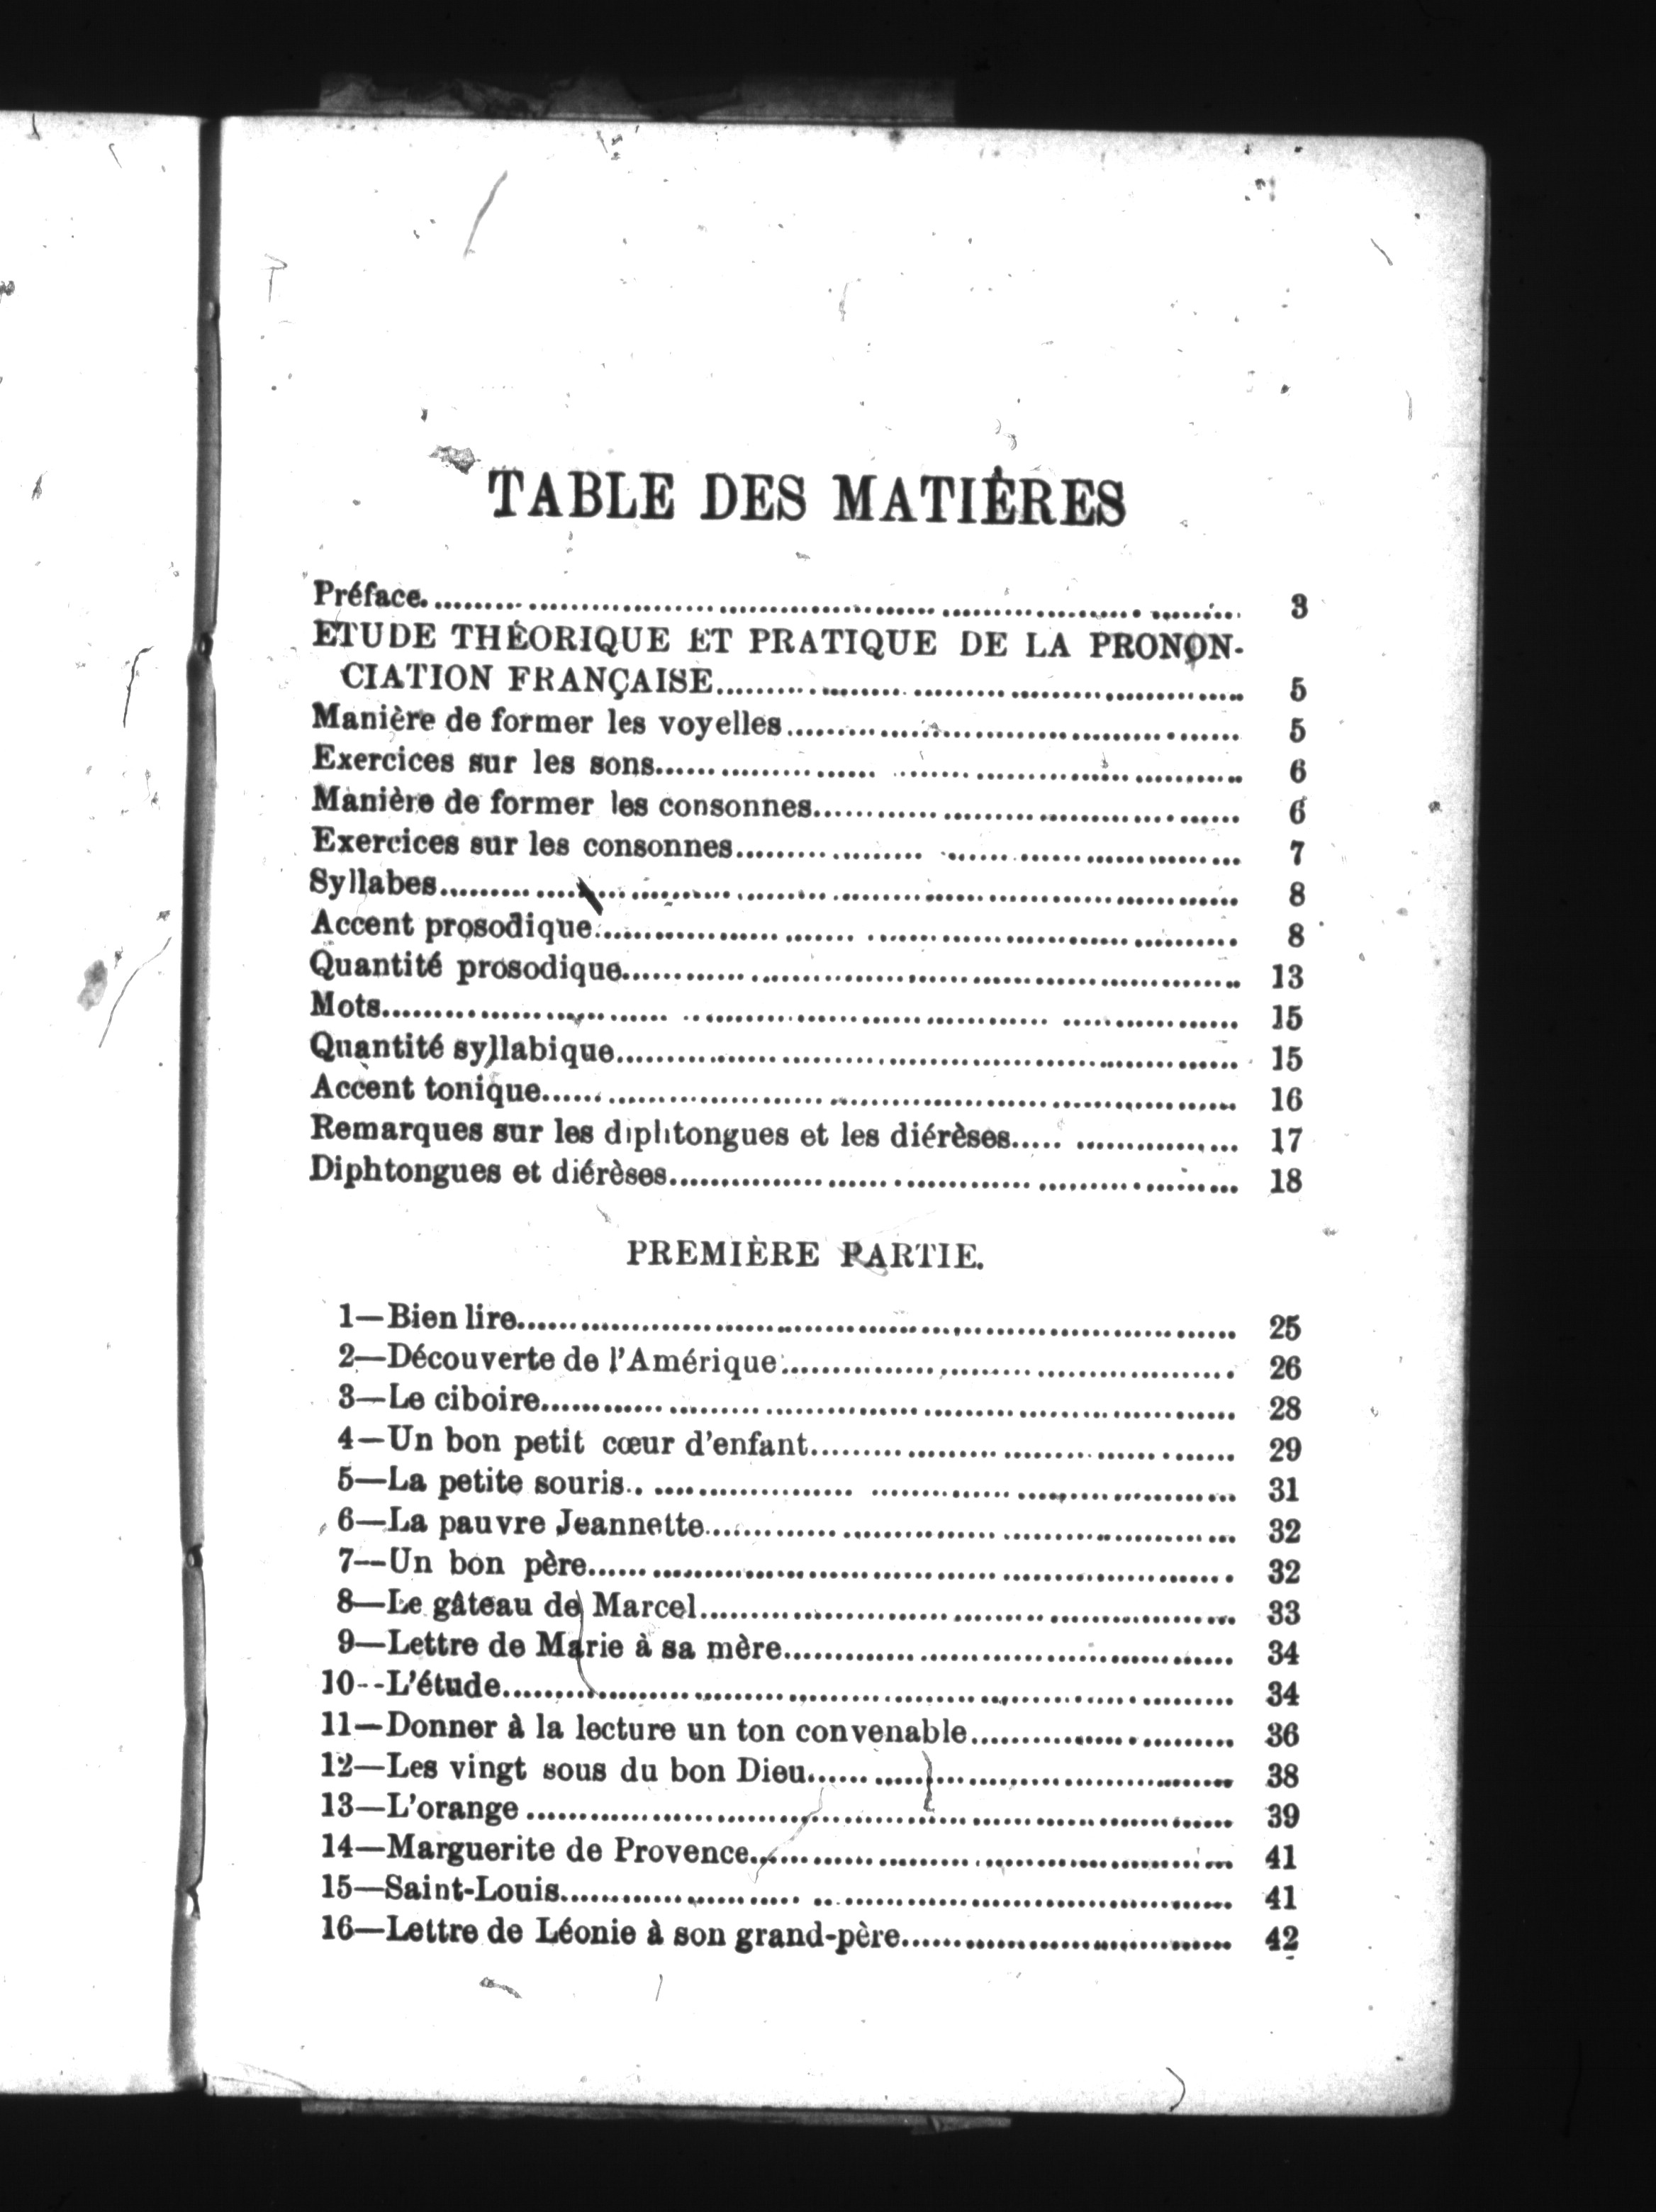 TABLE DES MATIÈRES
Préface. 3
ETUDE THÉORIQUE ET PRATIQUE DE LA PRONON-
CIATION FRANÇAISE 5
Manière de former les voyelles 5
Exercices sur les sons 6
Manière de former les consonnes 6
Exercices sur les consonnes 7
Syllabes 8
Accent prosodique 8
Quantité prosodique 13
Mots 15
Quantité syllabique 15
Accent tonique 16
Remarques sur les diphtongues et les diérèses 17
Diphtongues et diérèses 18
PREMIÈRE PARTIE.
1—Bien lire 25
2—Découverte de l'Amérique 26
3—Le ciboire 28
4—Un bon petit cœur d'enfant 29
5—La petite souris 31
6—La pauvre Jeannette 32
7—Un bon père 32
8—Le gâteau de Marcel 33
9—Lettre de Marie à sa mère 34
10--L'étude 34
11—Donner à la lecture un ton convenable 36
12—Les vingt sous du bon Dieu 38
13—L'orange 39
14—Marguerite de Provence 41
15—Saint-Louis 41
16—Lettre de Léonie à son grand-père 42